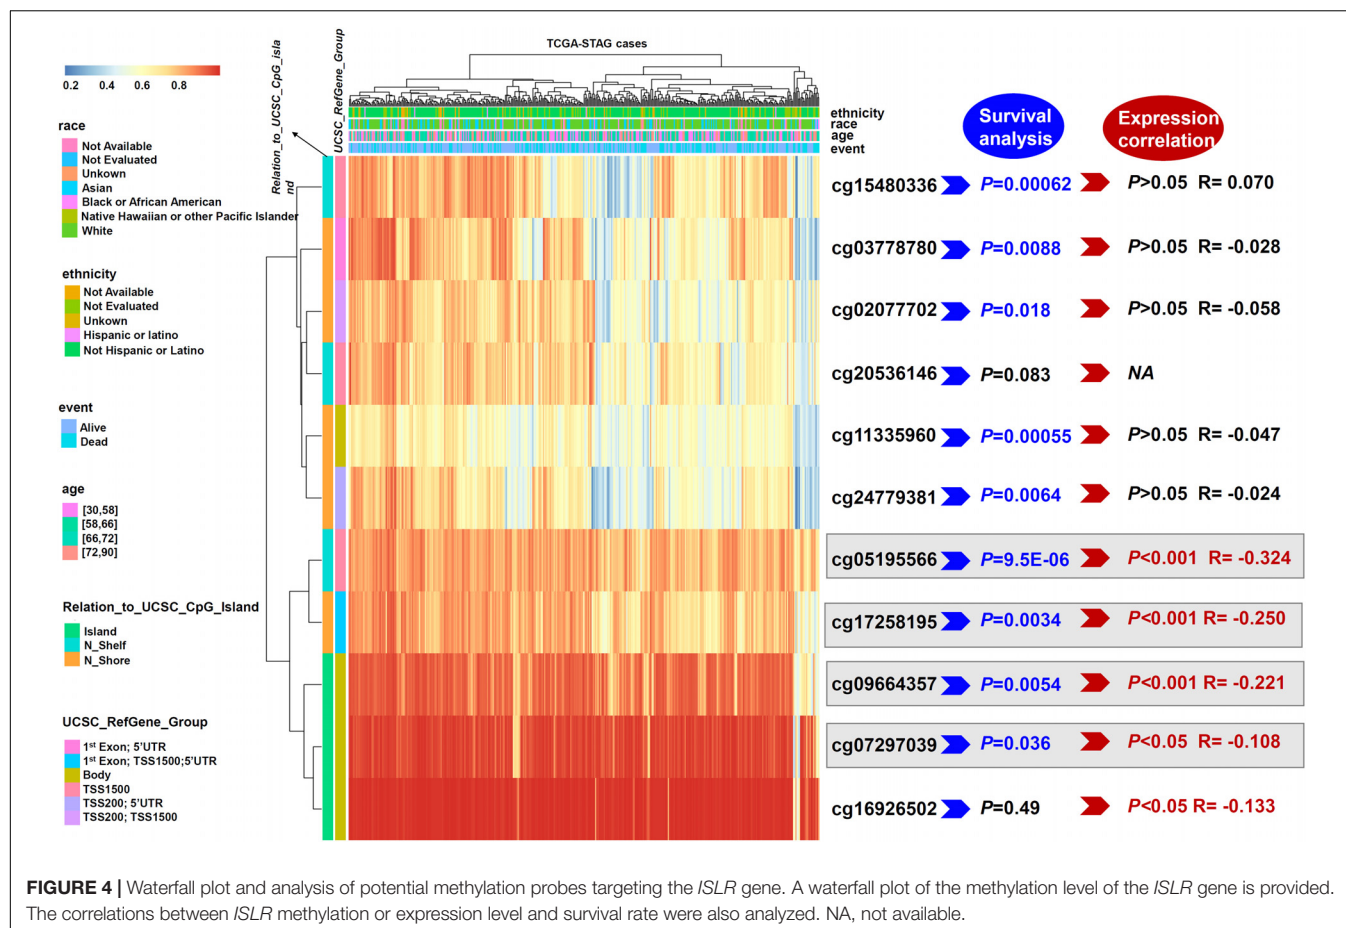 TCGA-STAG cases
0.2 0.4 0.6 0.8
Relation_to_UCSC_CpG_isla
nd
UCSC_RefGene_Group
ethnicity
race
age
event
race
Not Available
Not Evaluated
Unkown
Asian
Black or African American
Native Hawaiian or other Pacific Islander
White
ethnicity
Not Available
Not Evaluated
Unkown
Hispanic or latino
Not Hispanic or Latino
event
Alive
Dead
age
[30,58]
[58,66]
[66,72]
[72,90]
Relation_to_UCSC_CpG_Island
Island
N_Shelf
N_Shore
UCSC_RefGene_Group
1st Exon; 5'UTR
1st Exon; TSS1500;5'UTR
Body
TSS1500
TSS200; 5'UTR
TSS200; TSS1500
Survival
analysis
Expression
correlation
cg15480336 P=0.00062 P>0.05 R= 0.070
cg03778780 P=0.0088 P>0.05 R= -0.028
cg02077702 P=0.018 P>0.05 R= -0.058
cg20536146 P=0.083 NA
cg11335960 P=0.00055 P>0.05 R= -0.047
cg24779381 P=0.0064 P>0.05 R= -0.024
cg05195566 P=9.5E-06 P<0.001 R= -0.324
cg17258195 P=0.0034 P<0.001 R= -0.250
cg09664357 P=0.0054 P<0.001 R= -0.221
cg07297039 P=0.036 P<0.05 R= -0.108
cg16926502 P=0.49 P<0.05 R= -0.133
FIGURE 4 | Waterfall plot and analysis of potential methylation probes targeting the ISLR gene. A waterfall plot of the methylation level of the ISLR gene is provided.
The correlations between ISLR methylation or expression level and survival rate were also analyzed. NA, not available.